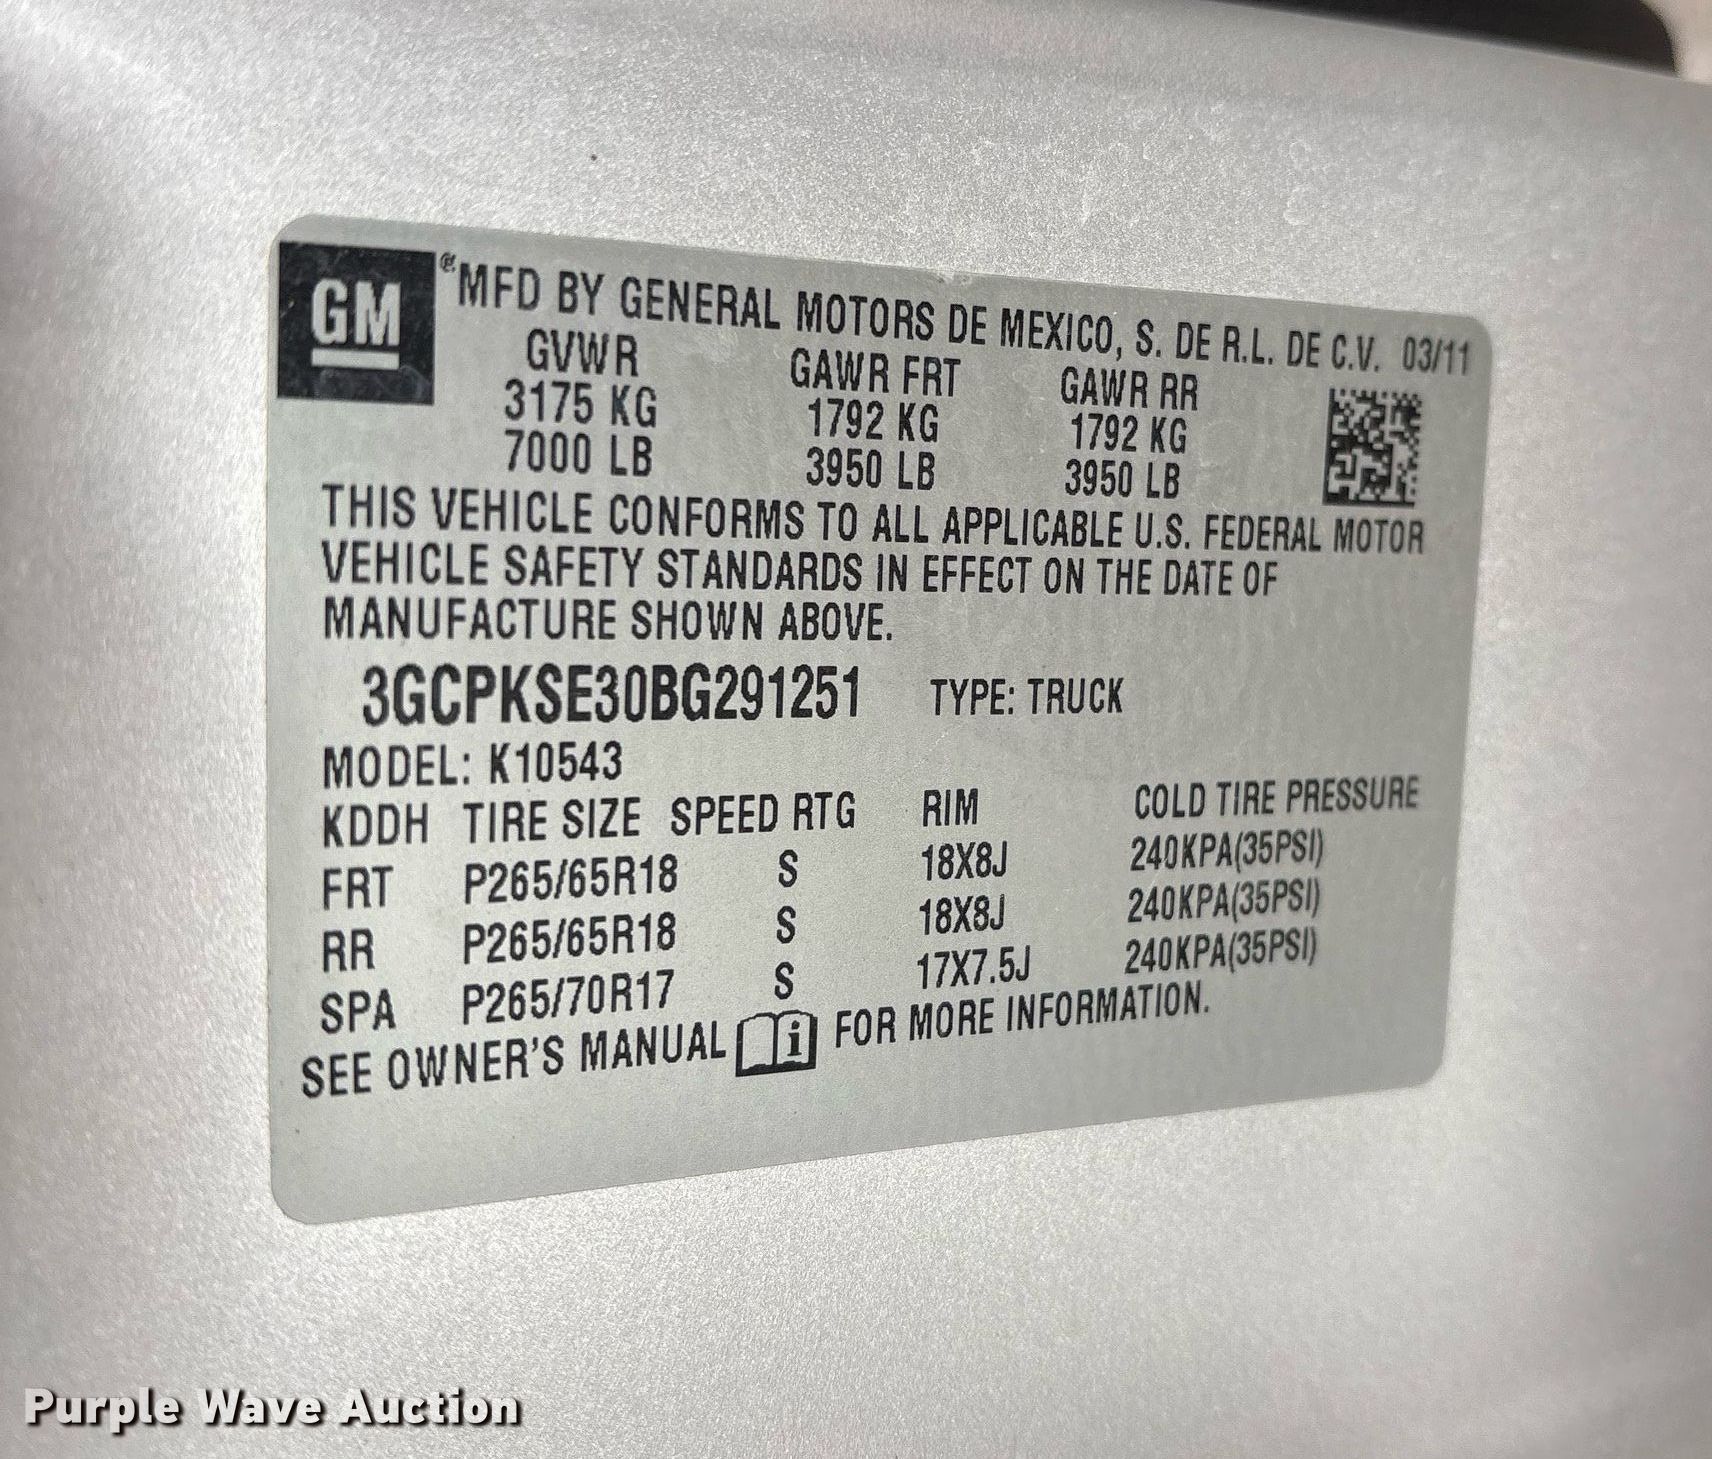 GM ® MFD BY GENERAL MOTORS DE MEXICO, S. DE R.L. DE C.V. 03/11
GVWR GAWR FRT GAWR RR
3175 KG 1792 KG 1792 KG
7000 LB 3950 LB 3950 LB
THIS VEHICLE CONFORMS TO ALL APPLICABLE U.S. FEDERAL MOTOR
VEHICLE SAFETY STANDARDS IN EFFECT ON THE DATE OF
MANUFACTURE SHOWN ABOVE.
3GCPKSE30BG291251 TYPE: TRUCK
MODEL: K10543
KDDH TIRE SIZE SPEED RTG RIM COLD TIRE PRESSURE
FRT P265/65R18 S 18X8J 240KPA(35PSI)
RR P265/65R18 S 18X8J 240KPA(35PSI)
SPA P265/70R17 S 17X7.5J 240KPA(35PSI)
SEE OWNER'S MANUAL i FOR MORE INFORMATION.
Purple Wave Auction